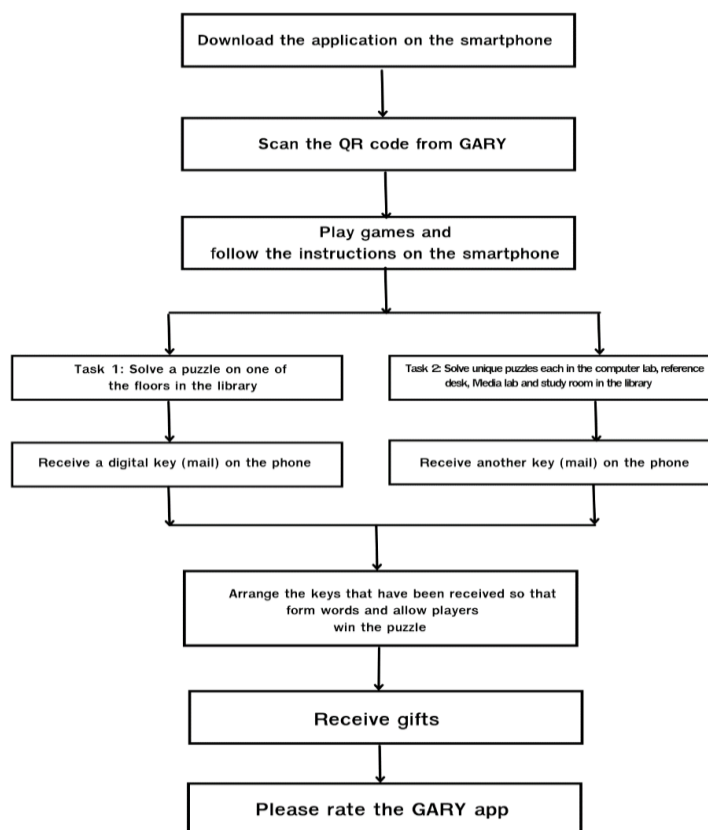 Download the application on the smartphone
Scan the QR code from GARY
Play games and
follow the instructions on the smartphone
Task 1: Solve a puzzle on one of
the floors in the library
Task 2: Solve unique puzzles each in the computer lab, reference
desk, Media lab and study room in the library
Receive a digital key (mail) on the phone
Receive another key (mail) on the phone
Arrange the keys that have been received so that
form words and allow players
win the puzzle
Receive gifts
Please rate the GARY app